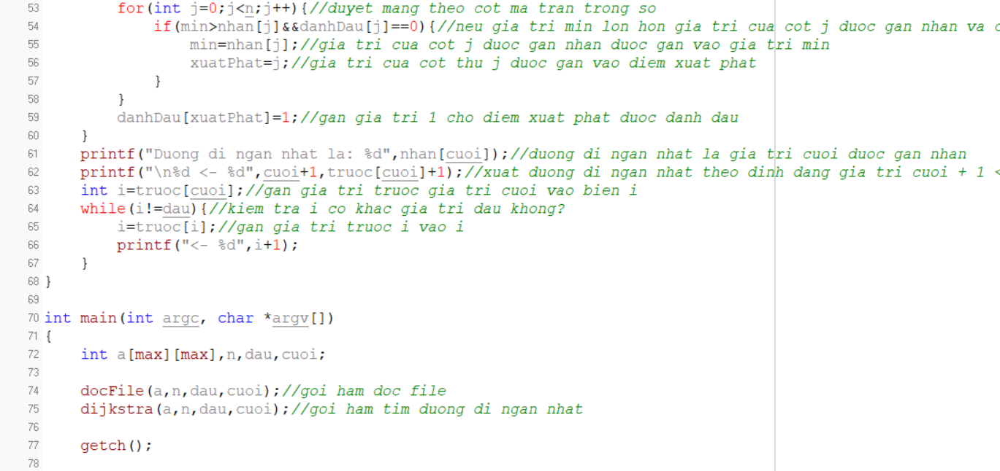 53 for(int j=0;j<n;j++){//duyet mang theo cot ma tran trong so
54 if(min>nhan[j]&&danhDau[j]==0){//neu gia tri min lon hon gia tri cua cot j duoc gan nhan va
55 min=nhan[j];//gia tri cua cot j duoc gan nhan duoc gan vao gia tri min
56 xuatPhat=j;//gia tri cua cot thu j duoc gan vao diem xuat phat
57 }
58 }
59 danhDau[xuatPhat]=1;//gan gia tri 1 cho diem xuat phat duoc danh dau
60 }
61 printf("Duong di ngan nhat la: %d",nhan[cuoi]);//duong di ngan nhat la gia tri cuoi duoc gan nhan
62 printf("\n%d <- %d",cuoi+1,truoc[cuoi]+1);//xuat duong di ngan nhat theo dinh dang gia tri cuoi + 1 <
63 int i=truoc[cuoi];//gan gia tri truoc gia tri cuoi vao bien i
64 while(i!=dau){//kiem tra i co khac gia tri dau khong?
65 i=truoc[i];//gan gia tri truoc i vao i
66 printf("<- %d",i+1);
67 }
68 }
69
70 int main(int argc, char *argv[])
71 {
72 int a[max][max],n,dau,cuoi;
73
74 docFile(a,n,dau,cuoi);//goi ham doc file
75 dijkstra(a,n,dau,cuoi);//goi ham tim duong di ngan nhat
76
77 getch();
78